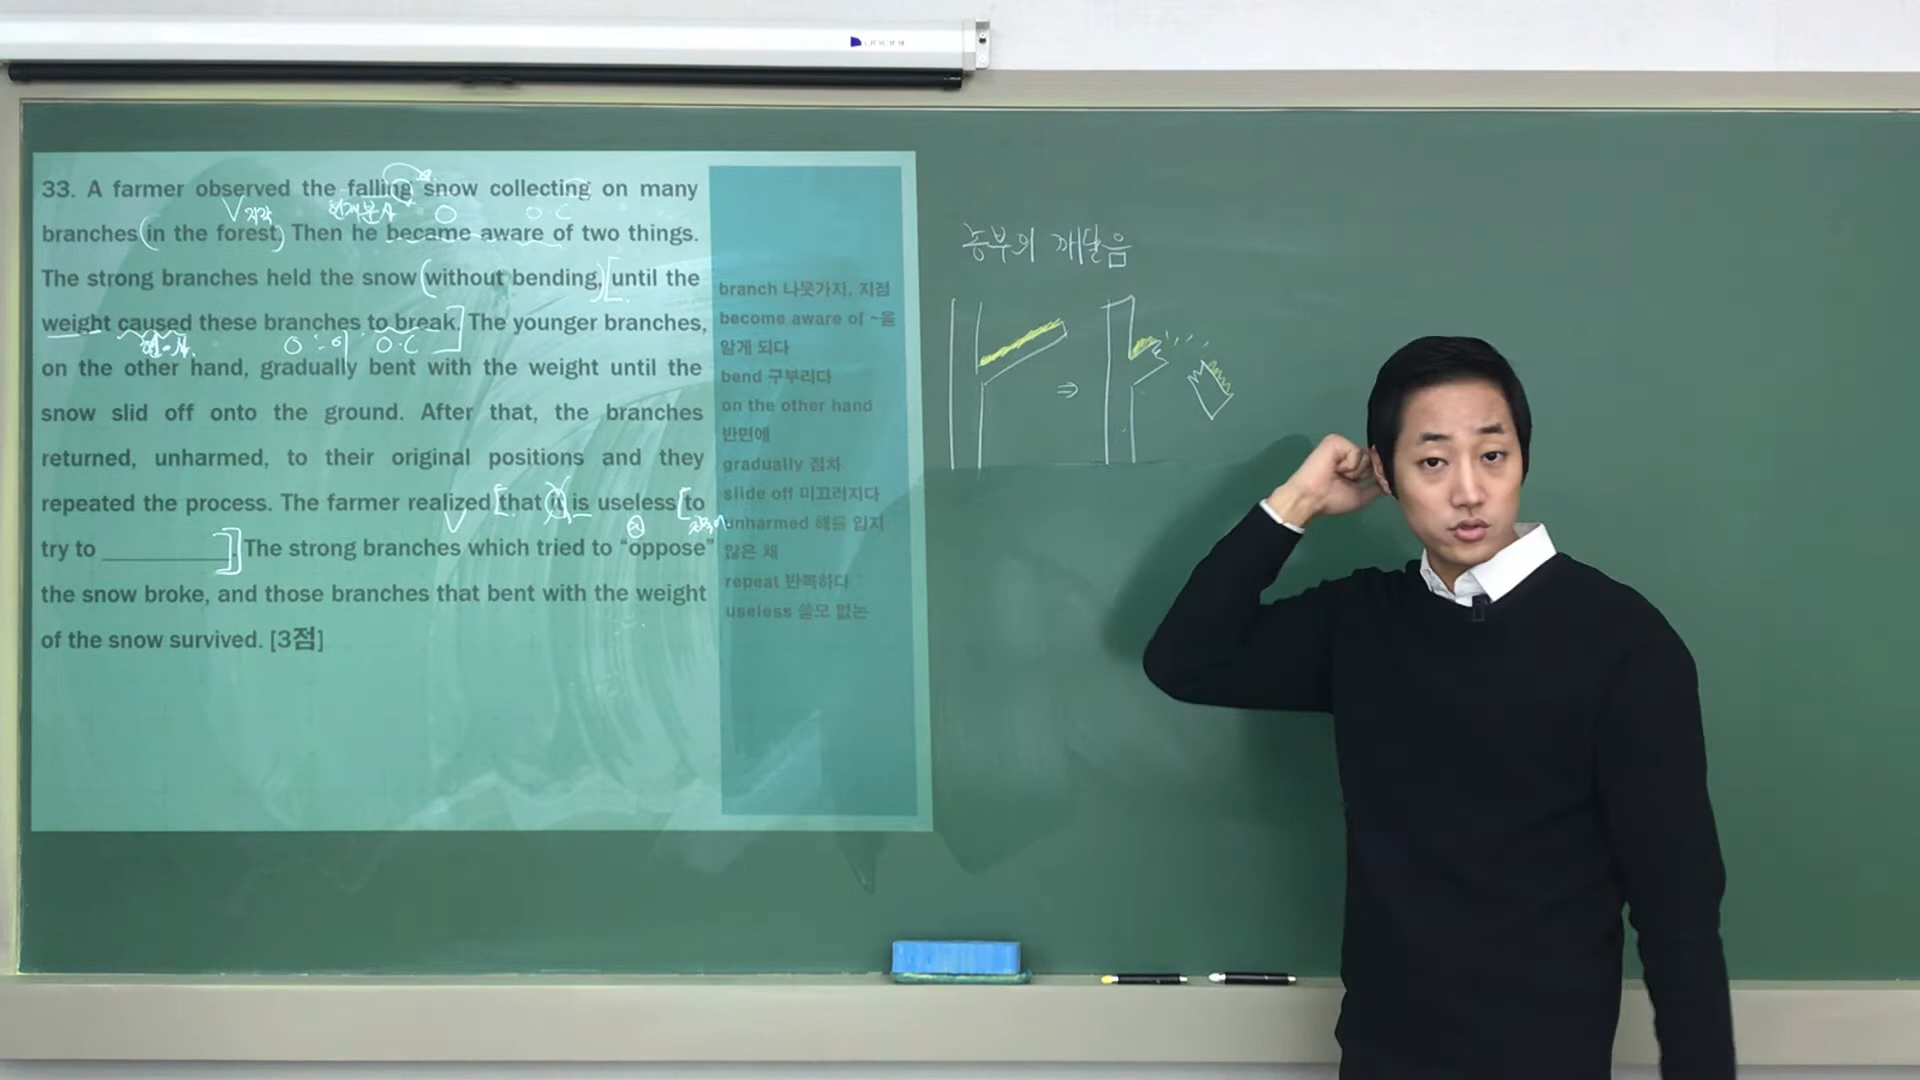 33. A farmer observed the falling snow collecting on many
V지각 현재분사 O O·C
branches (in the forest) Then he became aware of two things.
The strong branches held the snow (without bending,) [until the
weight caused these branches to break.] The younger branches,
O O·C
on the other hand, gradually bent with the weight until the
snow slid off onto the ground. After that, the branches
returned, unharmed, to their original positions and they
repeated the process. The farmer realized [that it is useless [to
V
try to __________] The strong branches which tried to “oppose”
the snow broke, and those branches that bent with the weight
of the snow survived. [3점]
branch 나뭇가지, 지점
become aware of ~을
알게 되다
bend 구부리다
on the other hand
반면에
gradually 점차
slide off 미끄러지다
unharmed 해를 입지
않은 채
repeat 반복하다
useless 쓸모 없는
농부의 깨달음
⇒